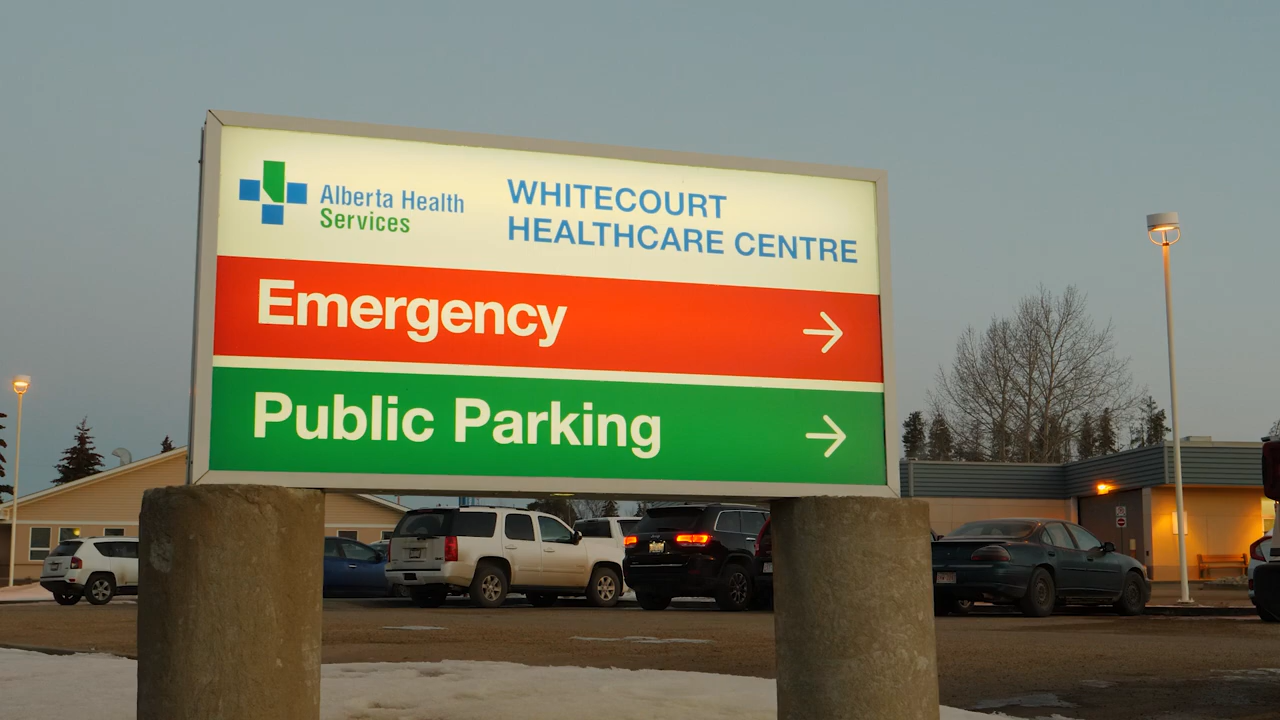 Alberta Health
Services
WHITECOURT
HEALTHCARE CENTRE
Emergency
Public Parking